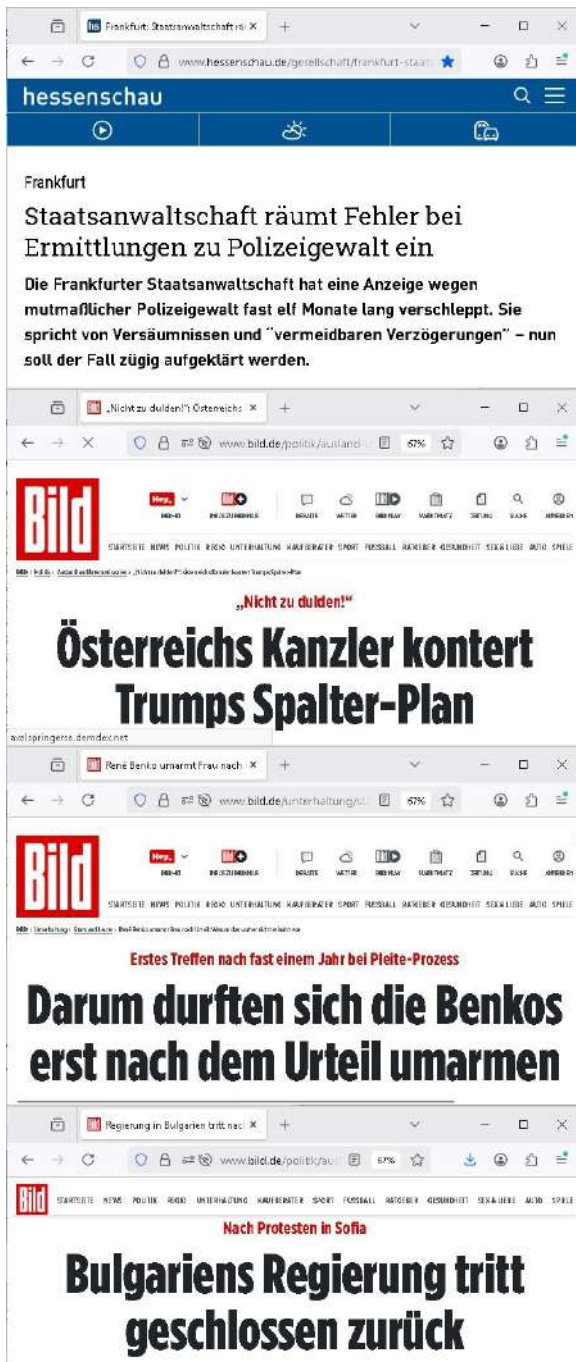 Frankfurt: Staatsanwaltschaft räu
www.hessenschau.de/gesellschaft/frankfurt-staat
hessenschau
Frankfurt
Staatsanwaltschaft räumt Fehler bei
Ermittlungen zu Polizeigewalt ein
Die Frankfurter Staatsanwaltschaft hat eine Anzeige wegen
mutmaßlicher Polizeigewalt fast elf Monate lang verschleppt. Sie
spricht von Versäumnissen und "vermeidbaren Verzögerungen" – nun
soll der Fall zügig aufgeklärt werden.
„Nicht zu dulden!“: Österreichs
www.bild.de/politik/ausland-u
67%
Bild
Hey_
STARTSEITE NEWS POLITIK REGIO UNTERHALTUNG KAUFBERATER SPORT FUSSBALL RATGEBER GESUNDHEIT SEX & LIEBE AUTO SPIELE
„Nicht zu dulden!“
Österreichs Kanzler kontert
Trumps Spalter-Plan
axelspringerse.demdex.net
René Benko umarmt Frau nach
www.bild.de/unterhaltung/st
67%
Bild
Hey_
STARTSEITE NEWS POLITIK REGIO UNTERHALTUNG KAUFBERATER SPORT FUSSBALL RATGEBER GESUNDHEIT SEX & LIEBE AUTO SPIELE
Erstes Treffen nach fast einem Jahr bei Pleite-Prozess
Darum durften sich die Benkos
erst nach dem Urteil umarmen
Regierung in Bulgarien tritt nach
www.bild.de/politik/aus
67%
Bild STARTSEITE NEWS POLITIK REGIO UNTERHALTUNG KAUFBERATER SPORT FUSSBALL RATGEBER GESUNDHEIT SEX & LIEBE AUTO SPIELE
Nach Protesten in Sofia
Bulgariens Regierung tritt
geschlossen zurück